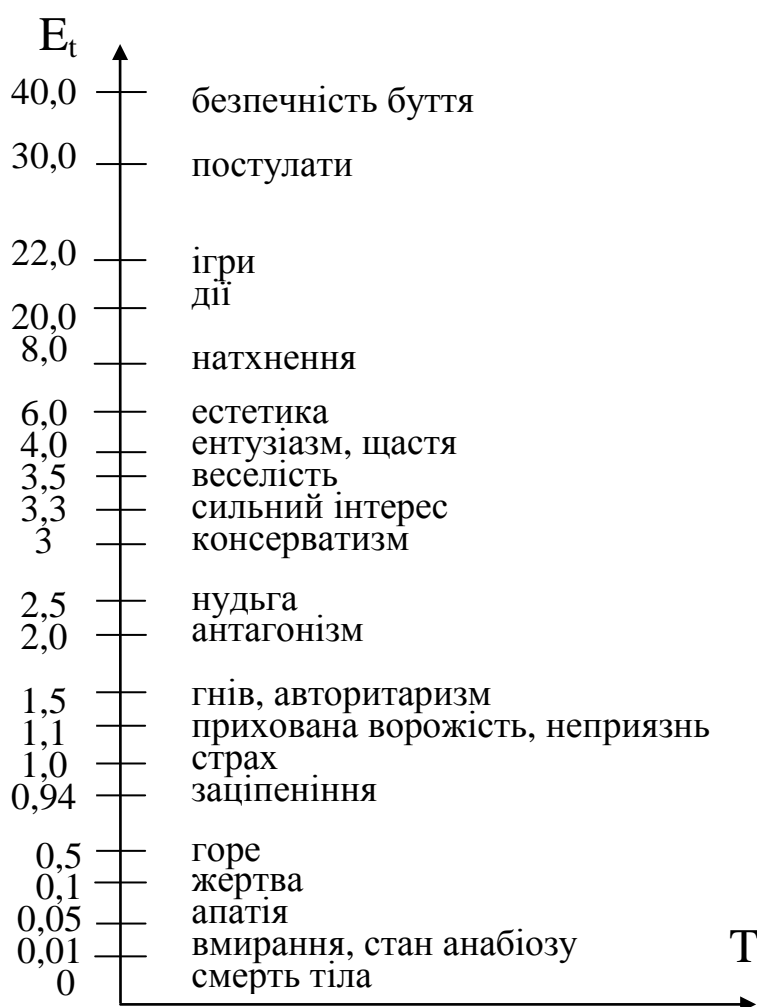 Et
40,0 безпечність буття
30,0 постулати
22,0 ігри
20,0 дії
8,0 натхнення
6,0 естетика
4,0 ентузіазм, щастя
3,5 веселість
3,3 сильний інтерес
3 консерватизм
2,5 нудьга
2,0 антагонізм
1,5 гнів, авторитаризм
1,1 прихована ворожість, неприязнь
1,0 страх
0,94 заціпеніння
0,5 горе
0,1 жертва
0,05 апатія
0,01 вмирання, стан анабіозу
T
0 смерть тіла